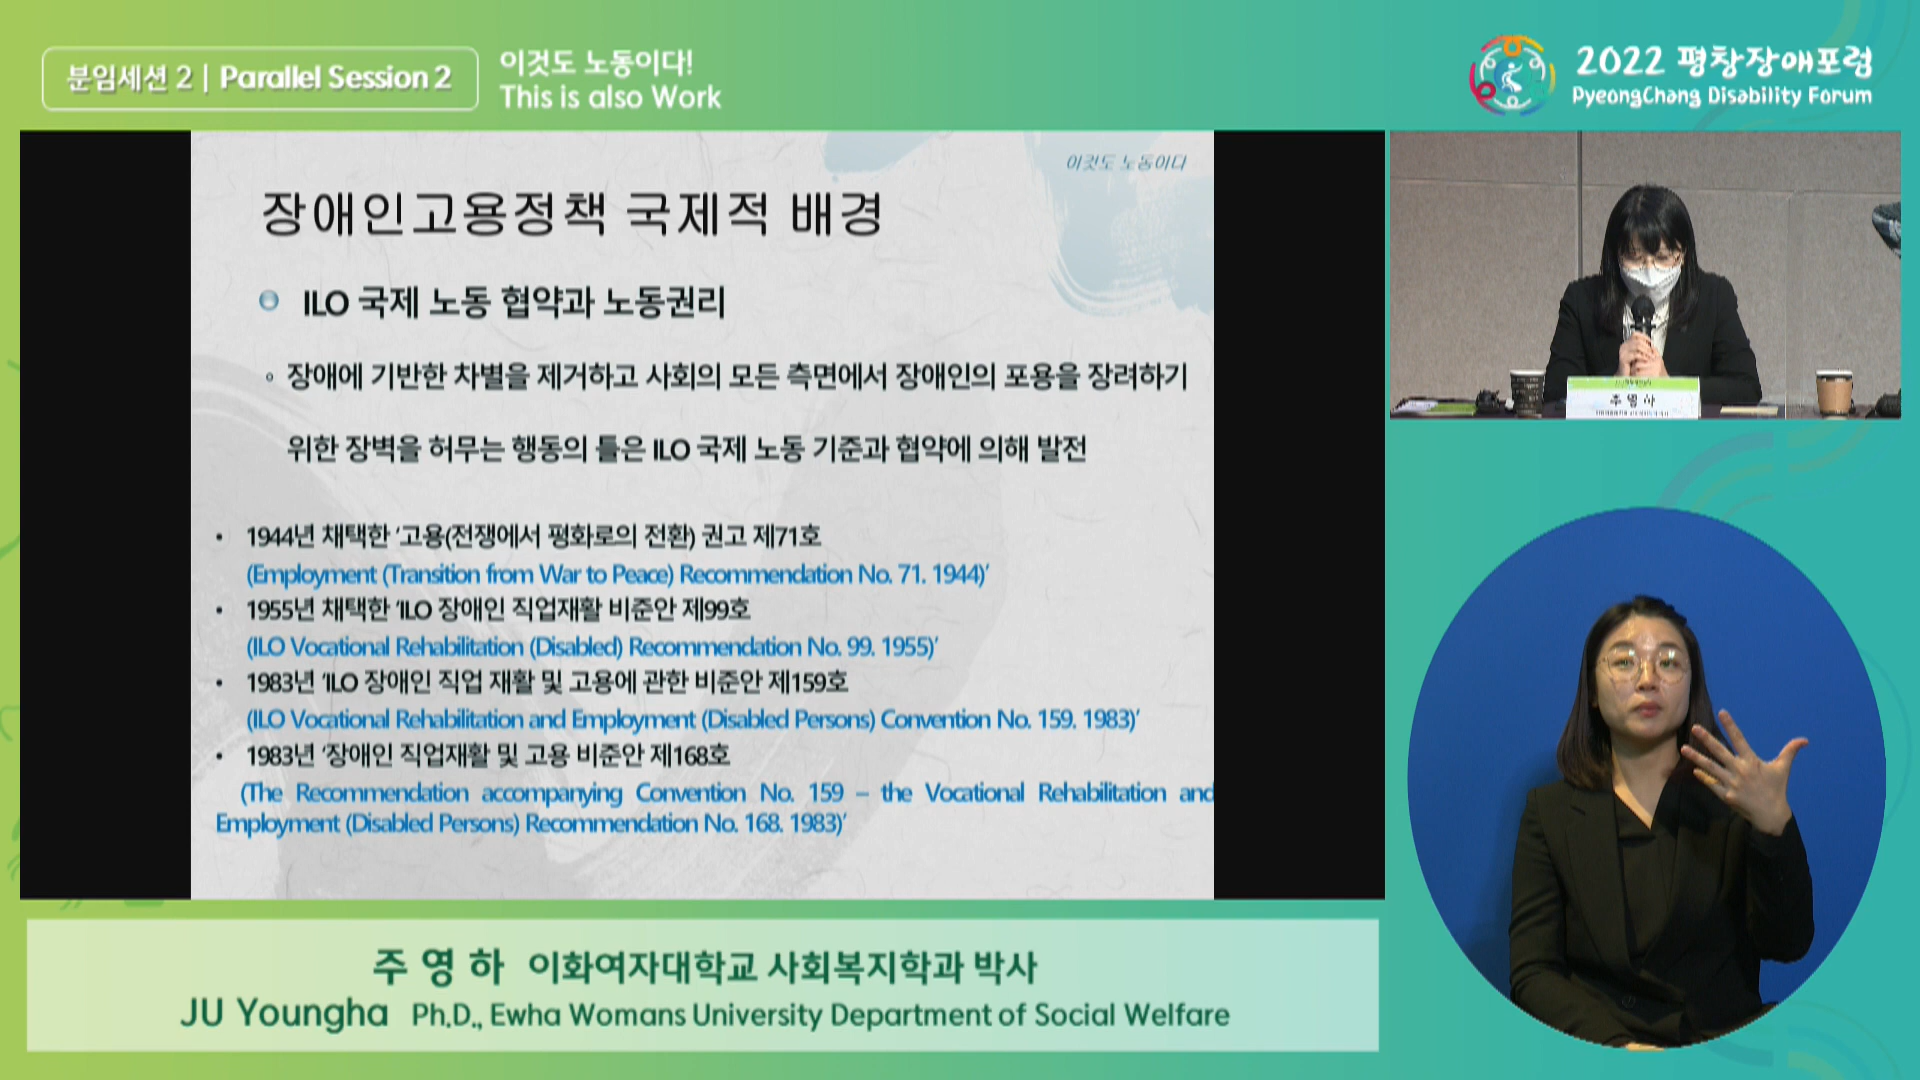 분임세션 2 | Parallel Session 2
이것도 노동이다!
This is also Work
2022 평창장애포럼
PyeongChang Disability Forum
이것도 노동이다
장애인고용정책 국제적 배경
ILO 국제 노동 협약과 노동권리
장애에 기반한 차별을 제거하고 사회의 모든 측면에서 장애인의 포용을 장려하기
위한 장벽을 허무는 행동의 틀은 ILO 국제 노동 기준과 협약에 의해 발전
• 1944년 채택한 ‘고용(전쟁에서 평화로의 전환) 권고 제71호
(Employment (Transition from War to Peace) Recommendation No. 71. 1944)’
• 1955년 채택한 ‘ILO 장애인 직업재활 비준안 제99호
(ILO Vocational Rehabilitation (Disabled) Recommendation No. 99. 1955)’
• 1983년 ‘ILO 장애인 직업 재활 및 고용에 관한 비준안 제159호
(ILO Vocational Rehabilitation and Employment (Disabled Persons) Convention No. 159. 1983)’
• 1983년 ‘장애인 직업재활 및 고용 비준안 제168호
(The Recommendation accompanying Convention No. 159 – the Vocational Rehabilitation and
Employment (Disabled Persons) Recommendation No. 168. 1983)’
주영하
주 영 하 이화여자대학교 사회복지학과 박사
JU Youngha Ph.D., Ewha Womans University Department of Social Welfare